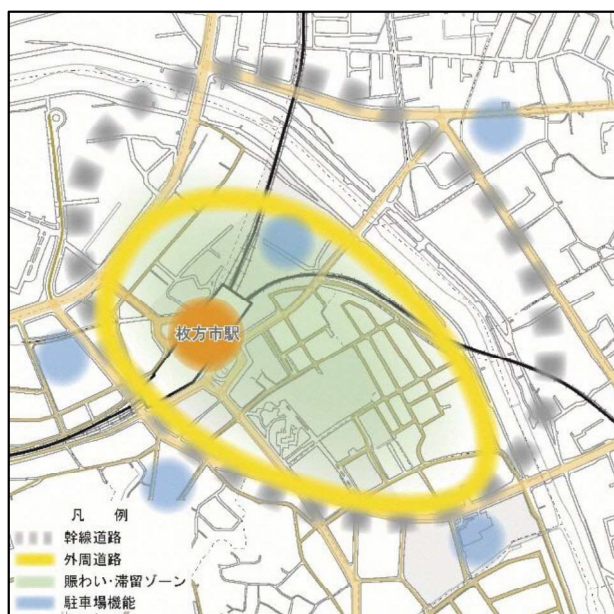 枚方市駅
凡　例
幹線道路
外周道路
賑わい・滞留ゾーン
駐車場機能